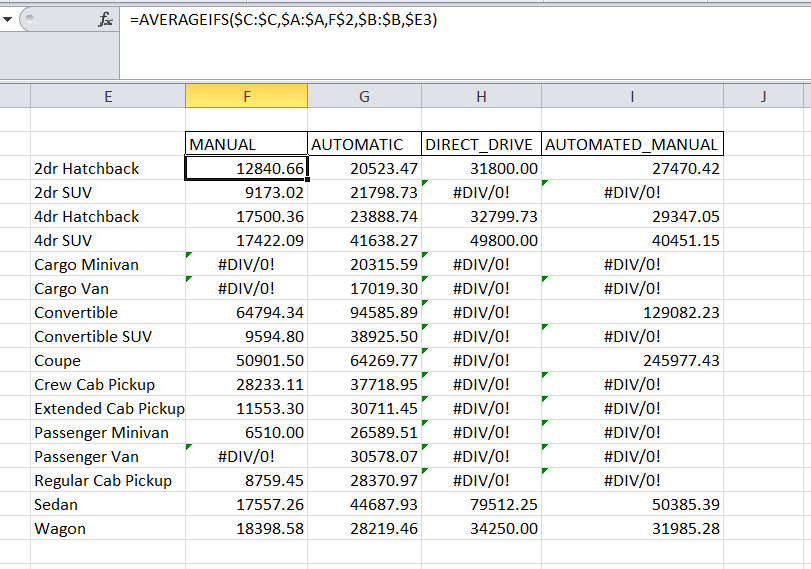 fx =AVERAGEIFS($C:$C,$A:$A,F$2,$B:$B,$E3)
E F G H I J
MANUAL AUTOMATIC DIRECT_DRIVE AUTOMATED_MANUAL
2dr Hatchback 12840.66 20523.47 31800.00 27470.42
2dr SUV 9173.02 21798.73 #DIV/0! #DIV/0!
4dr Hatchback 17500.36 23888.74 32799.73 29347.05
4dr SUV 17422.09 41638.27 49800.00 40451.15
Cargo Minivan #DIV/0! 20315.59 #DIV/0! #DIV/0!
Cargo Van #DIV/0! 17019.30 #DIV/0! #DIV/0!
Convertible 64794.34 94585.89 #DIV/0! 129082.23
Convertible SUV 9594.80 38925.50 #DIV/0! #DIV/0!
Coupe 50901.50 64269.77 #DIV/0! 245977.43
Crew Cab Pickup 28233.11 37718.95 #DIV/0! #DIV/0!
Extended Cab Pickup 11553.30 30711.45 #DIV/0! #DIV/0!
Passenger Minivan 6510.00 26589.51 #DIV/0! #DIV/0!
Passenger Van #DIV/0! 30578.07 #DIV/0! #DIV/0!
Regular Cab Pickup 8759.45 28370.97 #DIV/0! #DIV/0!
Sedan 17557.26 44687.93 79512.25 50385.39
Wagon 18398.58 28219.46 34250.00 31985.28